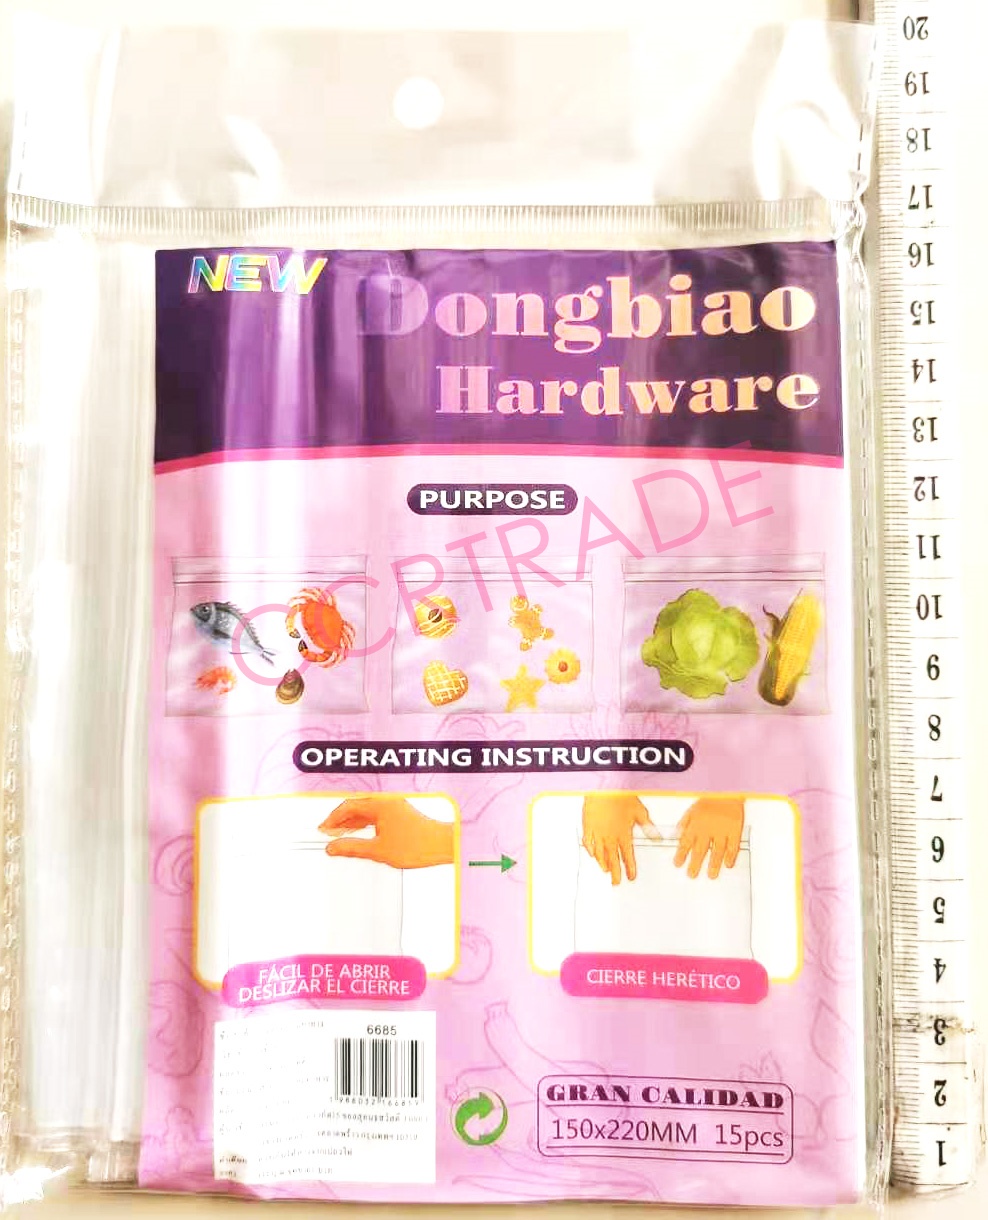 NEW
Dongbiao
Hardware
PURPOSE
OCRTRADE
OPERATING INSTRUCTION
FÁCIL DE ABRIR
DESLIZAR EL CIERRE
CIERRE HERÉTICO
6685
GRAN CALIDAD
150x220MM 15pcs
20
19
18
17
16
15
14
13
12
11
10
9
8
7
6
5
4
3
2
1